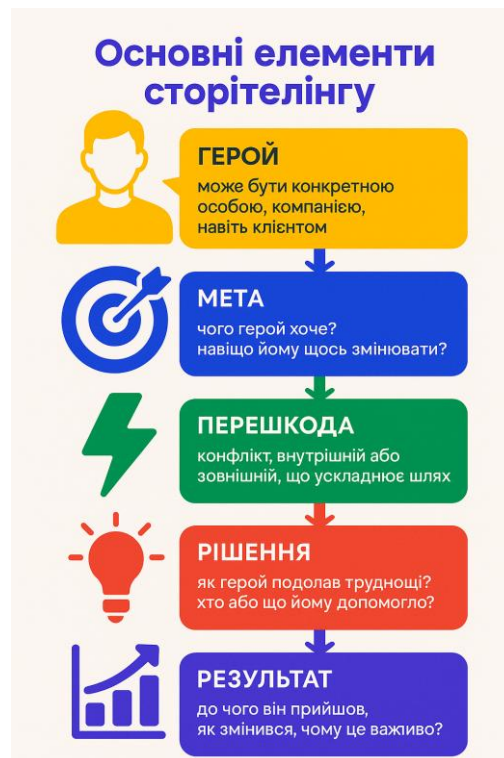 Основні елементи
сторітелінгу
ГЕРОЙ
може бути конкретною
особою, компанією,
навіть клієнтом
МЕТА
чого герой хоче?
навіщо йому щось змінювати?
ПЕРЕШКОДА
конфлікт, внутрішній або
зовнішній, що ускладнює шлях
РІШЕННЯ
як герой подолав труднощі?
хто або що йому допомогло?
РЕЗУЛЬТАТ
до чого він прийшов,
як змінився, чому це важливо?